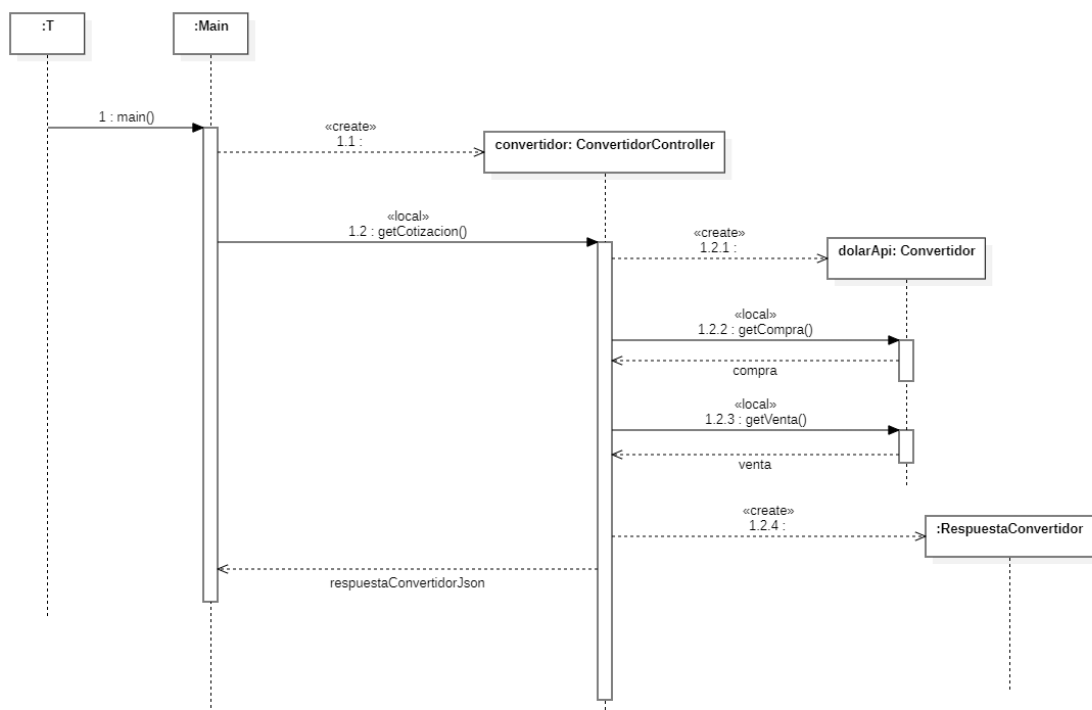 :T
:Main
1 : main()
«create»
1.1 :
convertidor: ConvertidorController
«local»
1.2 : getCotizacion()
«create»
1.2.1 :
dolarApi: Convertidor
«local»
1.2.2 : getCompra()
compra
«local»
1.2.3 : getVenta()
venta
«create»
1.2.4 :
:RespuestaConvertidor
respuestaConvertidorJson